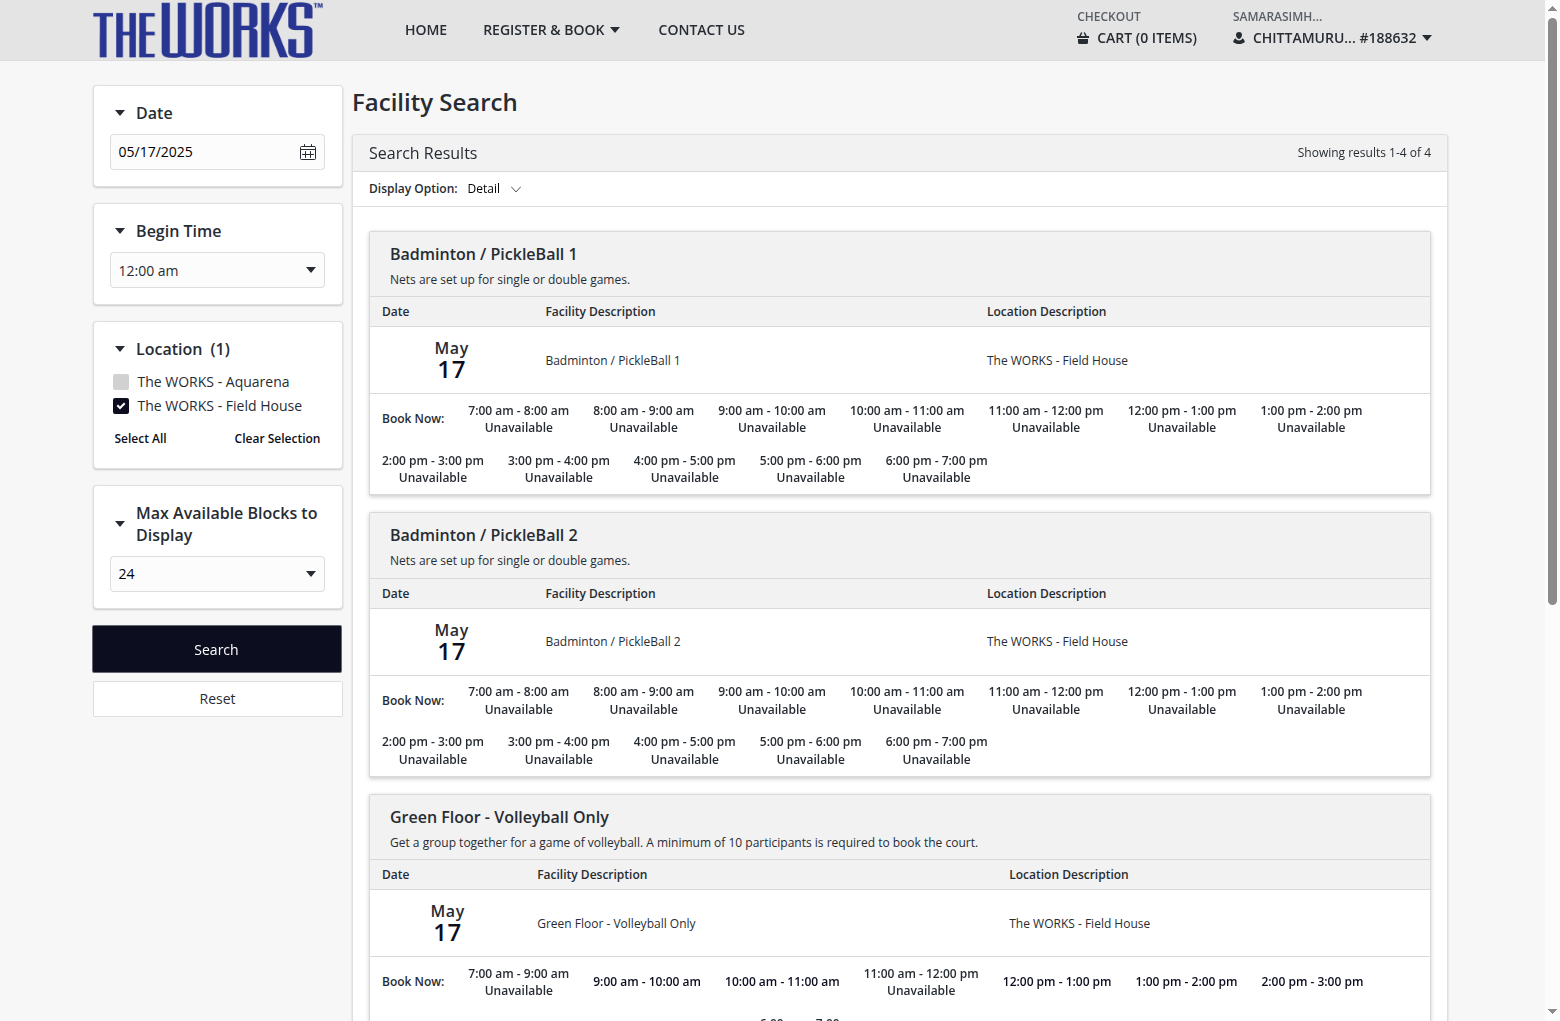 THE WORKS™
HOME
REGISTER & BOOK
CONTACT US
CHECKOUT
CART (0 ITEMS)
SAMARASIMH...
CHITTAMURU... #188632
Date
05/17/2025
Begin Time
12:00 am
Location (1)
The WORKS - Aquarena
The WORKS - Field House
Select All Clear Selection
Max Available Blocks to
Display
24
Search
Reset
Facility Search
Search Results Showing results 1-4 of 4
Display Option: Detail
Badminton / PickleBall 1
Nets are set up for single or double games.
Date Facility Description Location Description
May
17
Badminton / PickleBall 1 The WORKS - Field House
Book Now:
7:00 am - 8:00 am 8:00 am - 9:00 am 9:00 am - 10:00 am 10:00 am - 11:00 am 11:00 am - 12:00 pm 12:00 pm - 1:00 pm 1:00 pm - 2:00 pm
Unavailable Unavailable Unavailable Unavailable Unavailable Unavailable Unavailable
2:00 pm - 3:00 pm 3:00 pm - 4:00 pm 4:00 pm - 5:00 pm 5:00 pm - 6:00 pm 6:00 pm - 7:00 pm
Unavailable Unavailable Unavailable Unavailable Unavailable
Badminton / PickleBall 2
Nets are set up for single or double games.
Date Facility Description Location Description
May
17
Badminton / PickleBall 2 The WORKS - Field House
Book Now:
7:00 am - 8:00 am 8:00 am - 9:00 am 9:00 am - 10:00 am 10:00 am - 11:00 am 11:00 am - 12:00 pm 12:00 pm - 1:00 pm 1:00 pm - 2:00 pm
Unavailable Unavailable Unavailable Unavailable Unavailable Unavailable Unavailable
2:00 pm - 3:00 pm 3:00 pm - 4:00 pm 4:00 pm - 5:00 pm 5:00 pm - 6:00 pm 6:00 pm - 7:00 pm
Unavailable Unavailable Unavailable Unavailable Unavailable
Green Floor - Volleyball Only
Get a group together for a game of volleyball. A minimum of 10 participants is required to book the court.
Date Facility Description Location Description
May
17
Green Floor - Volleyball Only The WORKS - Field House
Book Now:
7:00 am - 9:00 am 9:00 am - 10:00 am 10:00 am - 11:00 am 11:00 am - 12:00 pm 12:00 pm - 1:00 pm 1:00 pm - 2:00 pm 2:00 pm - 3:00 pm
Unavailable Unavailable